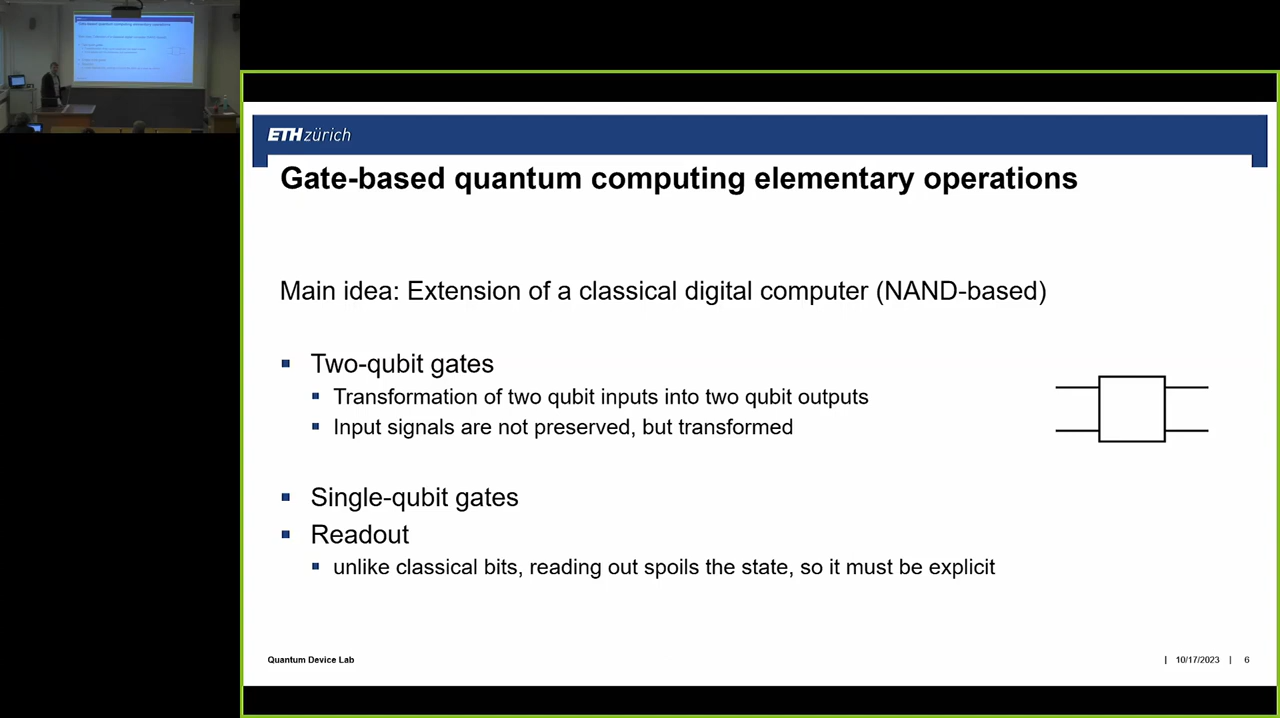 ETH zürich
Gate-based quantum computing elementary operations
Main idea: Extension of a classical digital computer (NAND-based)
Two-qubit gates
Transformation of two qubit inputs into two qubit outputs
Input signals are not preserved, but transformed
Single-qubit gates
Readout
unlike classical bits, reading out spoils the state, so it must be explicit
Quantum Device Lab
| 10/17/2023 | 6